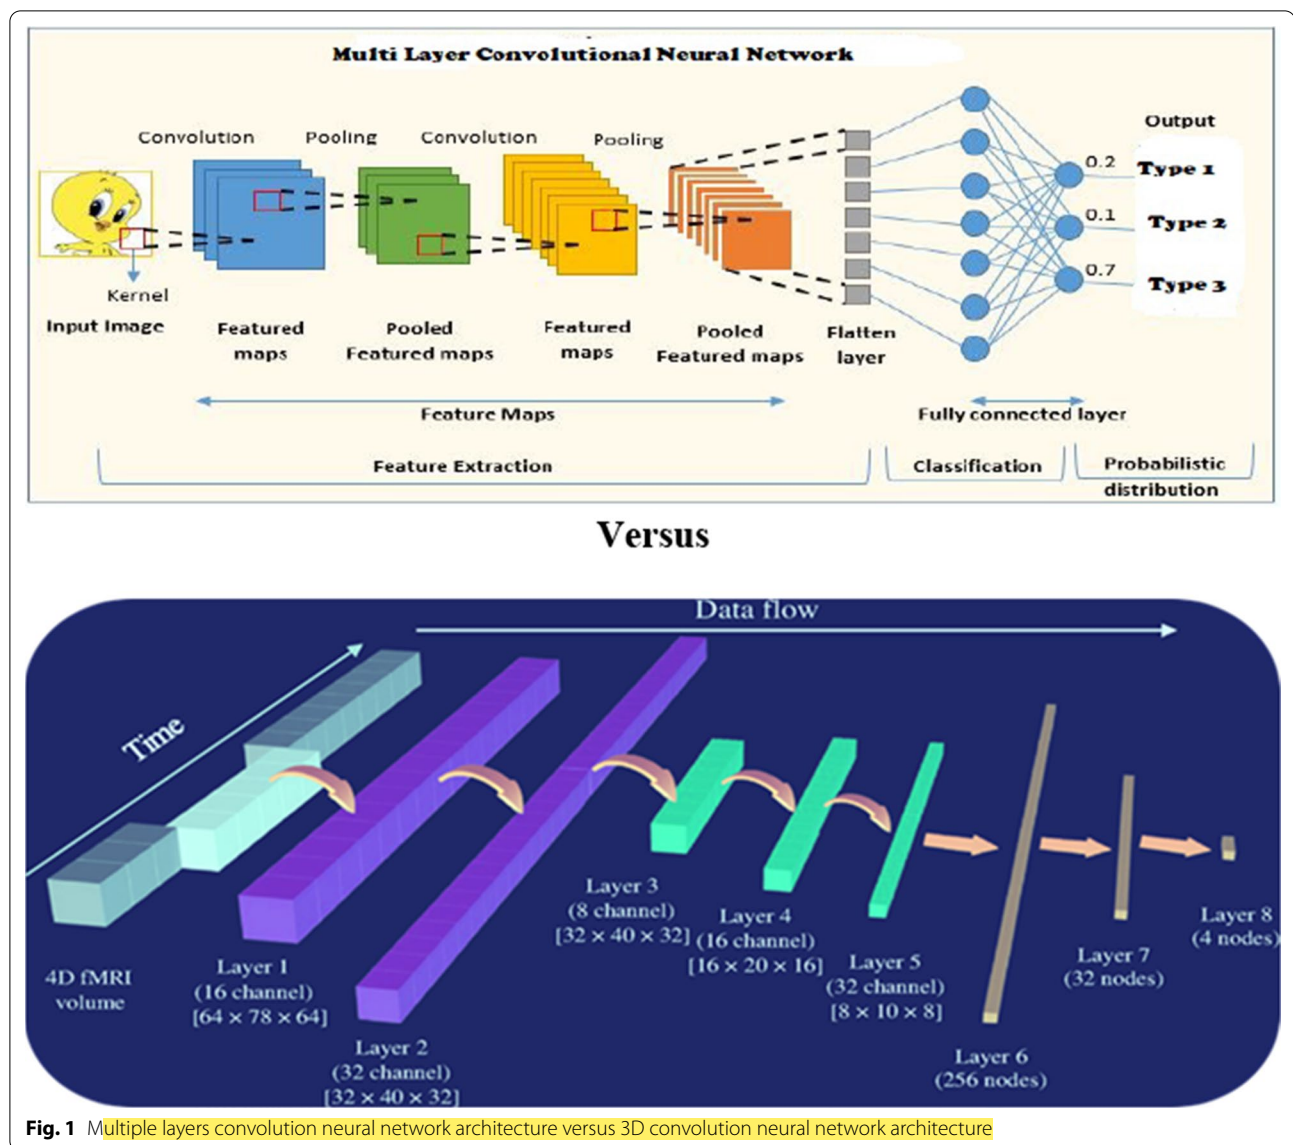 Multi Layer Convolutional Neural Network
Convolution Pooling Convolution Pooling
Output
0.2 Type 1
0.1 Type 2
0.7 Type 3
Kernel
Input Image
Featured maps
Pooled Featured maps
Featured maps
Pooled Featured maps
Flatten layer
Feature Maps
Fully connected layer
Feature Extraction
Classification
Probabilistic distribution
Versus
Data flow
Time
4D fMRI
volume
Layer 1
(16 channel)
[64 × 78 × 64]
Layer 2
(32 channel)
[32 × 40 × 32]
Layer 3
(8 channel)
[32 × 40 × 32]
Layer 4
(16 channel)
[16 × 20 × 16]
Layer 5
(32 channel)
[8 × 10 × 8]
Layer 6
(256 nodes)
Layer 7
(32 nodes)
Layer 8
(4 nodes)
Fig. 1 Multiple layers convolution neural network architecture versus 3D convolution neural network architecture